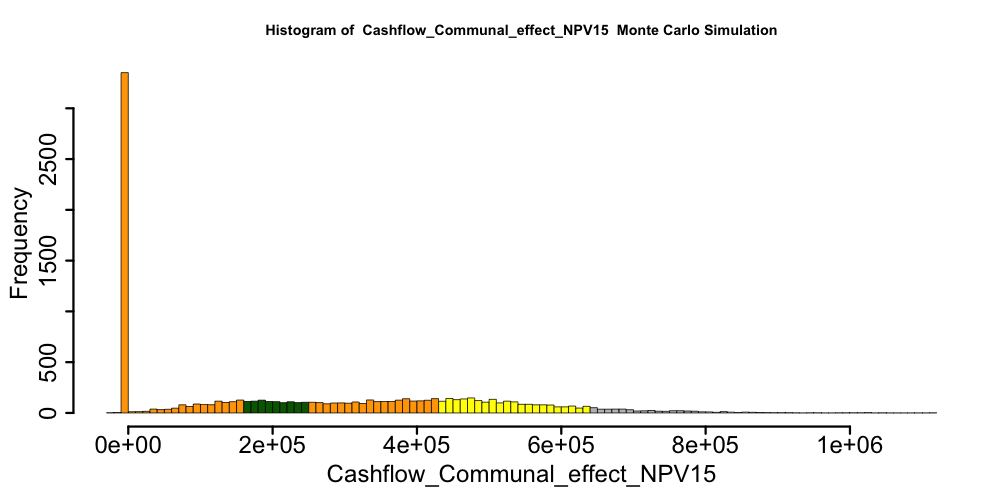 Histogram of  Cashflow_Communal_effect_NPV15  Monte Carlo Simulation
Frequency
2500
1500
500
0
0e+00 2e+05 4e+05 6e+05 8e+05 1e+06
Cashflow_Communal_effect_NPV15